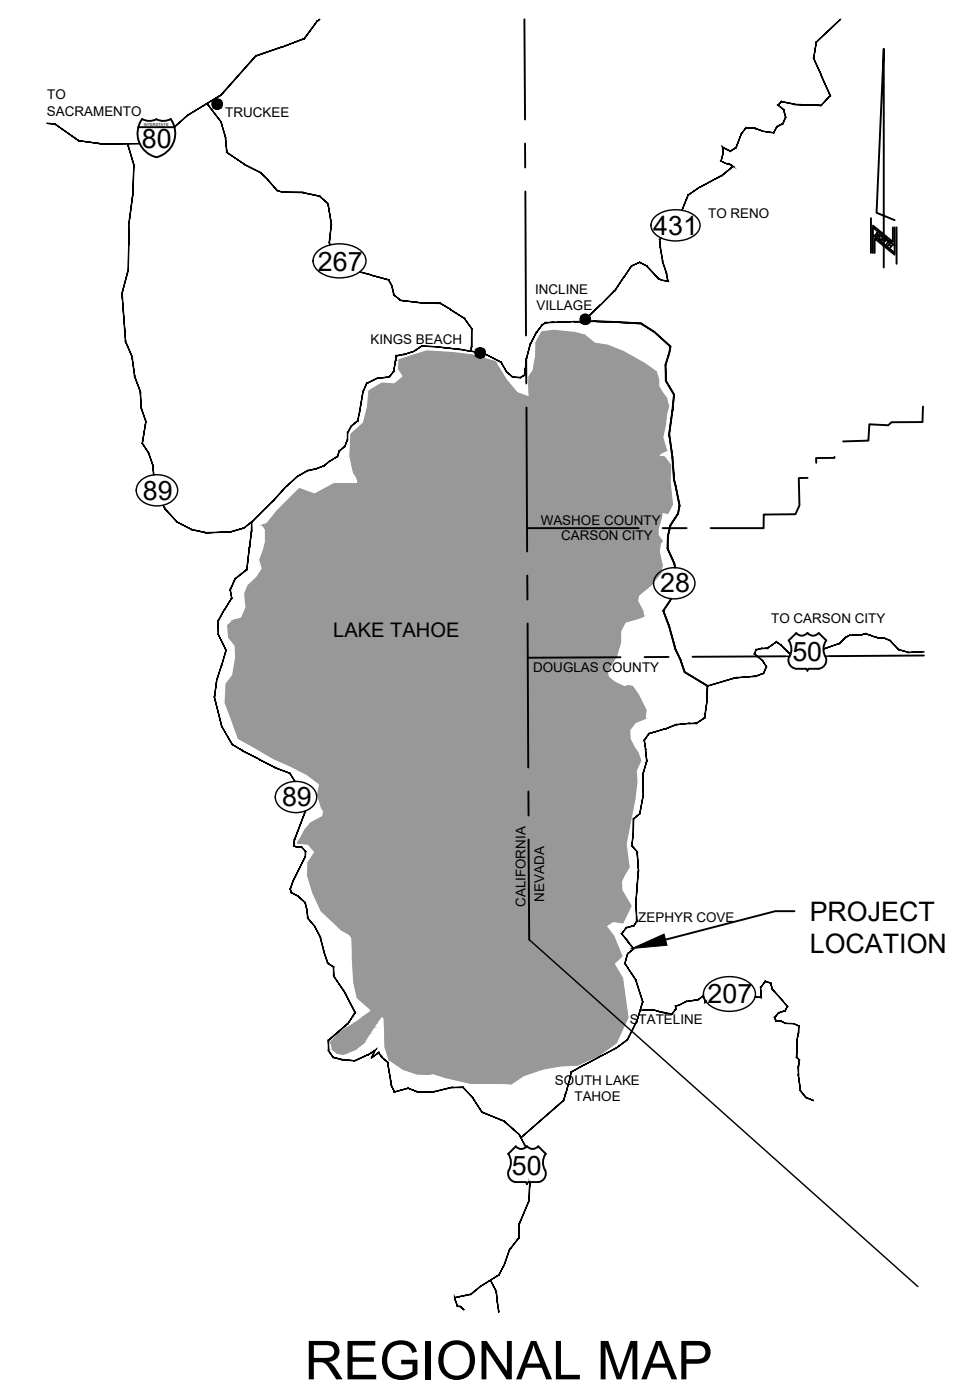 TO
SACRAMENTO
INTERSTATE
80
TRUCKEE
TO RENO
431
267
INCLINE
VILLAGE
KINGS BEACH
89
WASHOE COUNTY
CARSON CITY
28
TO CARSON CITY
50
LAKE TAHOE
DOUGLAS COUNTY
89
CALIFORNIA
NEVADA
ZEPHYR COVE
PROJECT
LOCATION
207
STATELINE
SOUTH LAKE
TAHOE
50
REGIONAL MAP